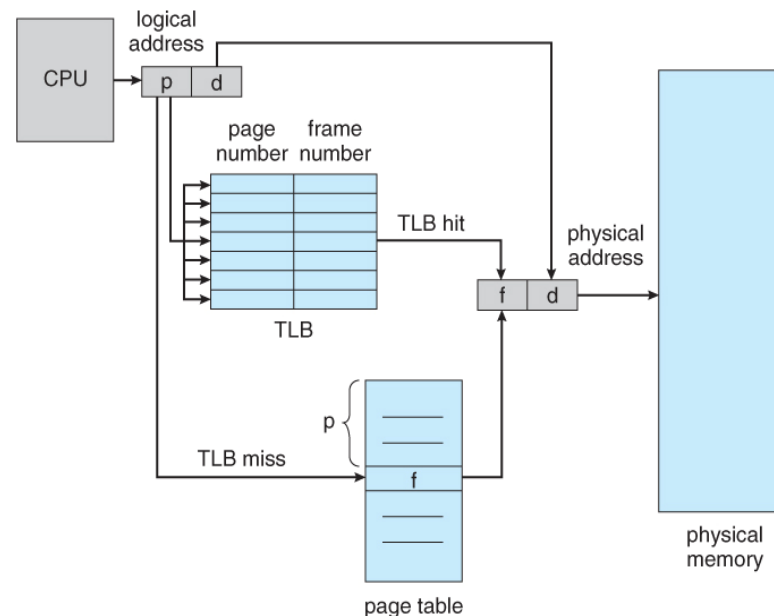 logical
address
CPU
p
d
page
number
frame
number
TLB hit
physical
address
f
d
TLB
p
TLB miss
f
physical
memory
page table